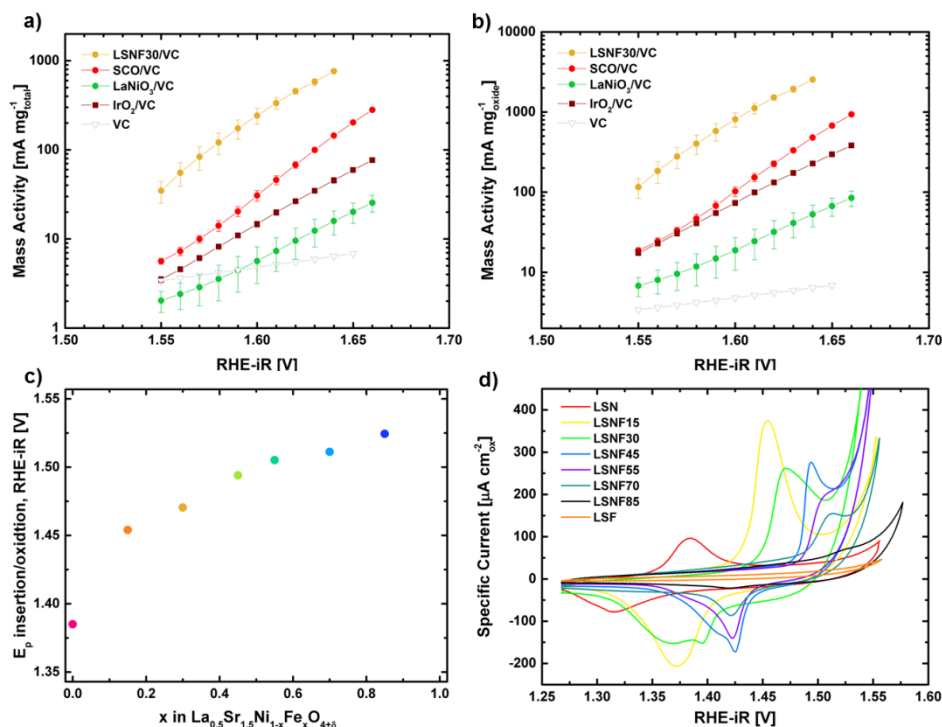 a)
LSNF30/VC
SCO/VC
LaNiO3/VC
IrO2/VC
VC
Mass Activity [mA mg-1total]
1000
100
10
1
1.50
1.55
1.60
1.65
1.70
RHE-iR [V]
b)
LSNF30/VC
SCO/VC
LaNiO3/VC
IrO2/VC
VC
Mass Activity [mA mg-1oxide]
1000
100
10
1.50
1.55
1.60
1.65
1.70
RHE-iR [V]
c)
Ep insertion/oxidtion, RHE-iR [V]
1.55
1.50
1.45
1.40
1.35
0.0
0.2
0.4
0.6
0.8
1.0
x in La0.5Sr1.5Ni1-xFexO4+δ
d)
LSN
LSNF15
LSNF30
LSNF45
LSNF55
LSNF70
LSNF85
LSF
Specific Current [μA cm-2ox]
400
300
200
100
0
-100
-200
1.25
1.30
1.35
1.40
1.45
1.50
1.55
1.60
RHE-iR [V]